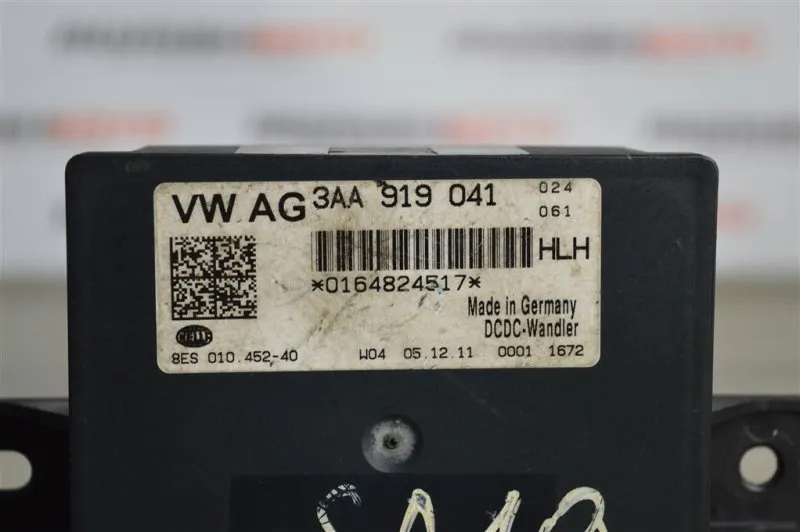 VW AG 3AA 919 041 024
061
HLH
*0164824517*
Made in Germany
DCDC-Wandler
HELLA
8ES 010.452-40 W04 05.12.11 0001 1672